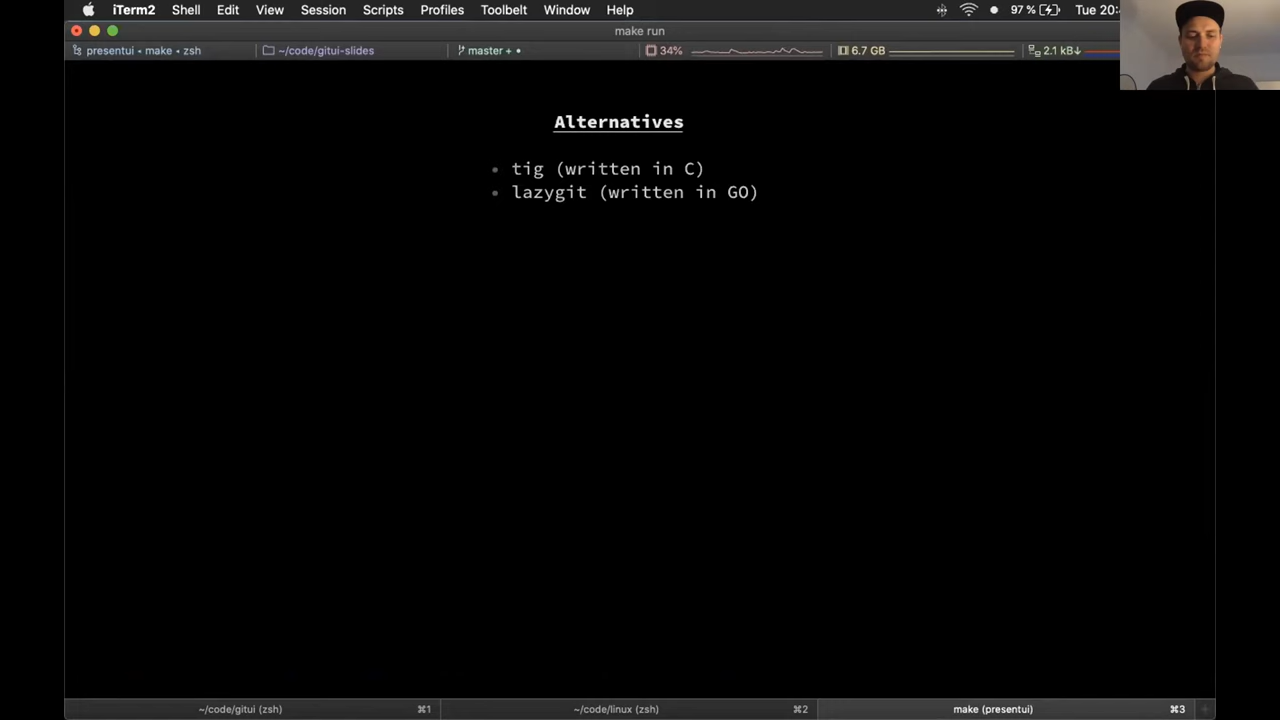 iTerm2 Shell Edit View Session Scripts Profiles Toolbelt Window Help 97 % Tue 20:
make run
presentui ◂ make ◂ zsh ~/code/gitui-slides master + • 34% 6.7 GB 2.1 kB↓
Alternatives
• tig (written in C)
• lazygit (written in GO)
~/code/gitui (zsh) ⌘1 ~/code/linux (zsh) ⌘2 make (presentui) ⌘3